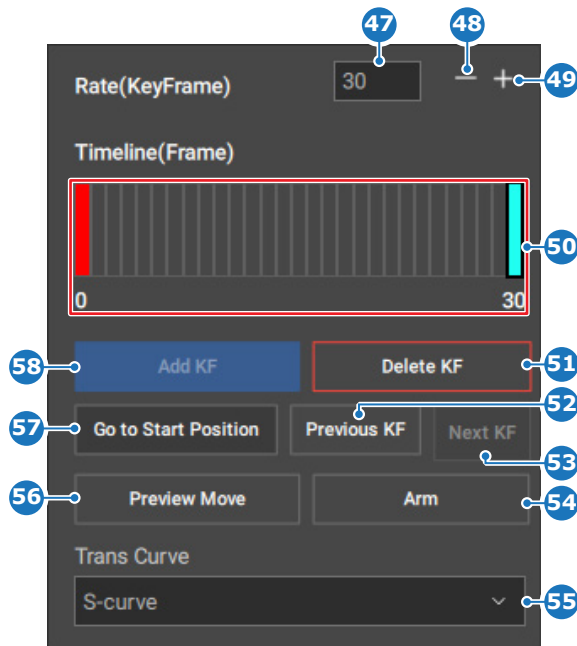 47 48
Rate(KeyFrame) 30 — + 49
Timeline(Frame)
50
0 30
58 Add KF Delete KF 51
52
57 Go to Start Position Previous KF Next KF
53
56 Preview Move Arm 54
Trans Curve
S-curve 55